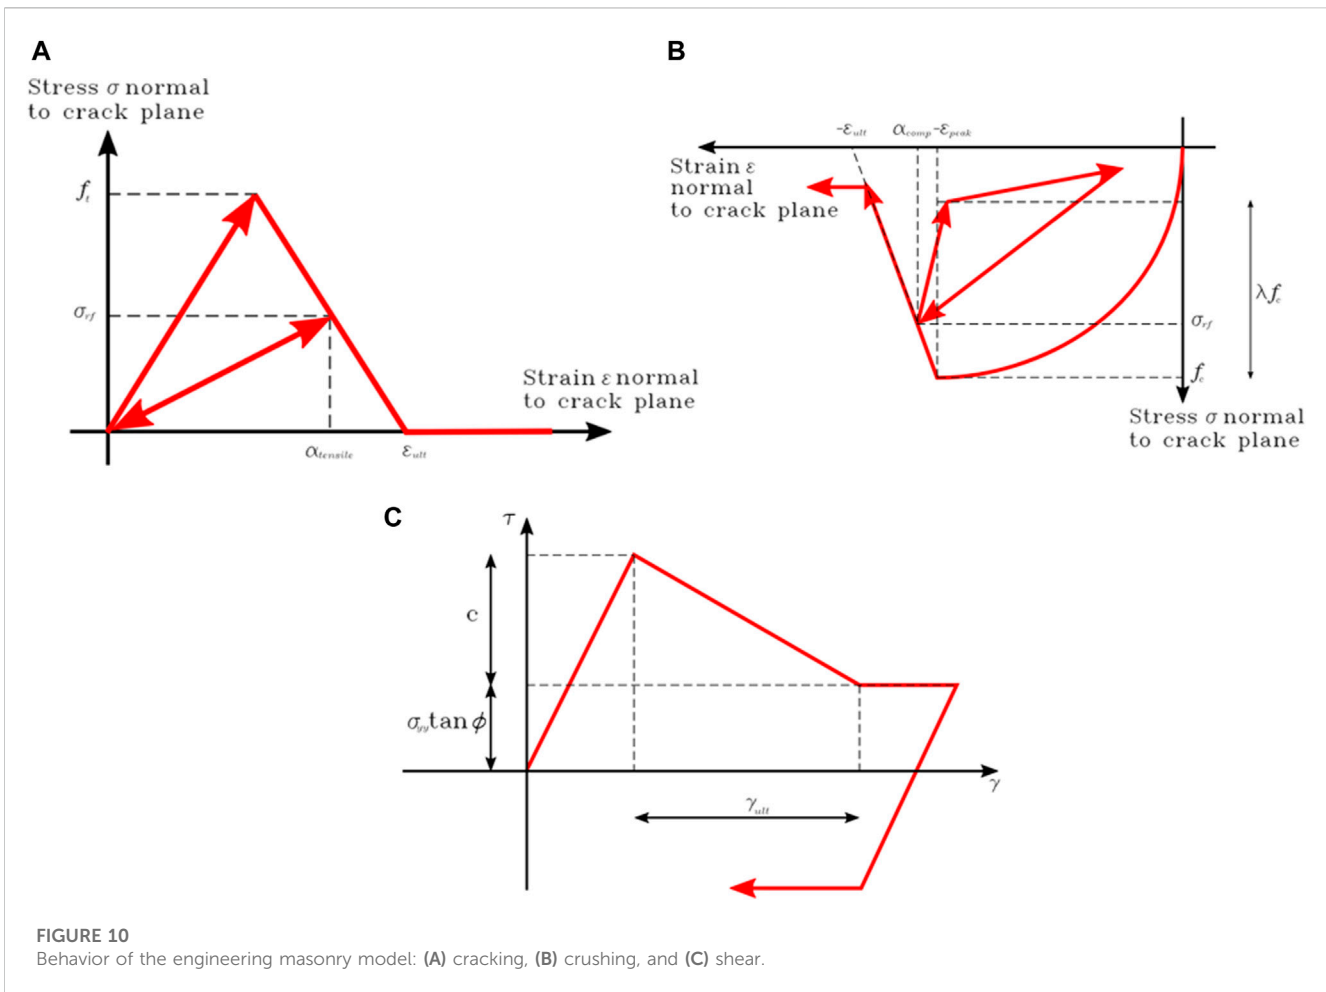 A
Stress σ normal
to crack plane
fₜ
σ_rf
Strain ε normal
to crack plane
α_tensile
ε_ult
B
-ε_ult
α_comp
-ε_peak
Strain ε
normal
to crack plane
λf_c
σ_rf
f_c
Stress σ normal
to crack plane
C
τ
c
σ_yy tan ϕ
γ
γ_ult
FIGURE 10
Behavior of the engineering masonry model: (A) cracking, (B) crushing, and (C) shear.